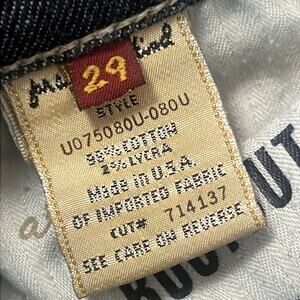 29
STYLE
U075080U-080U
98% COTTON
2% LYCRA
MADE IN U.S.A.
OF IMPORTED FABRIC
CUT# 714137
SEE CARE ON REVERSE